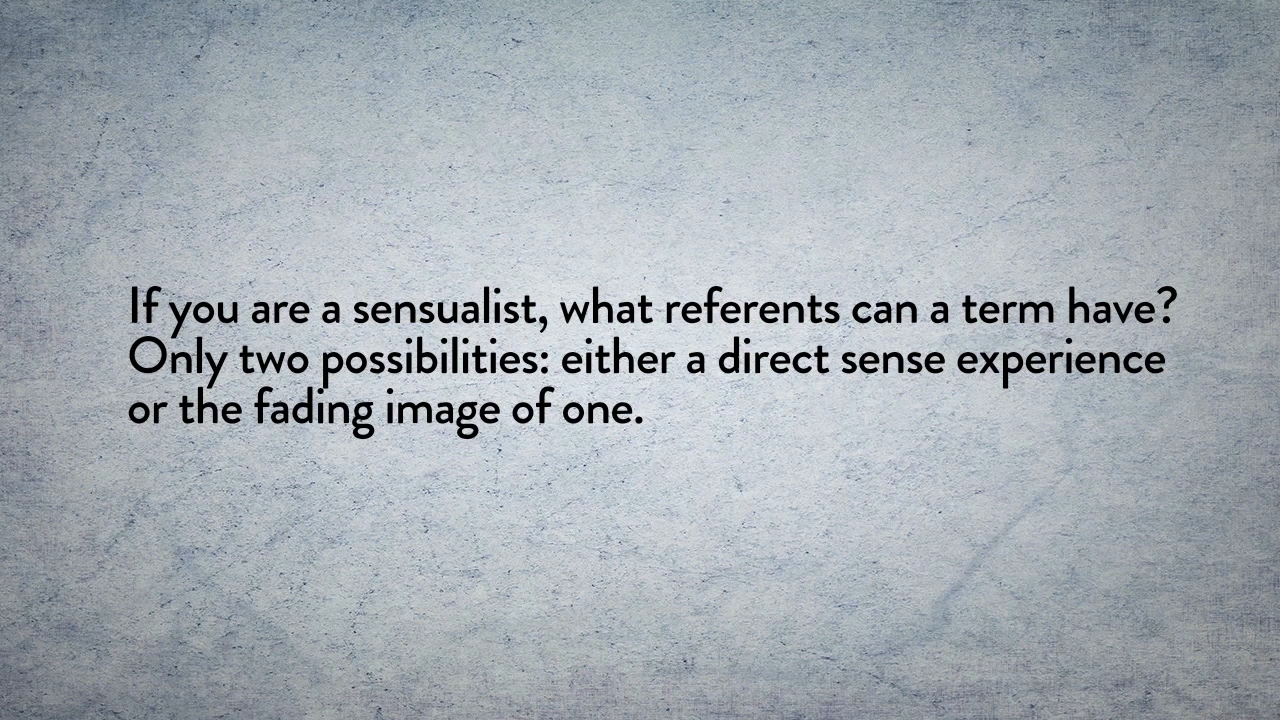 If you are a sensualist, what referents can a term have?
Only two possibilities: either a direct sense experience
or the fading image of one.